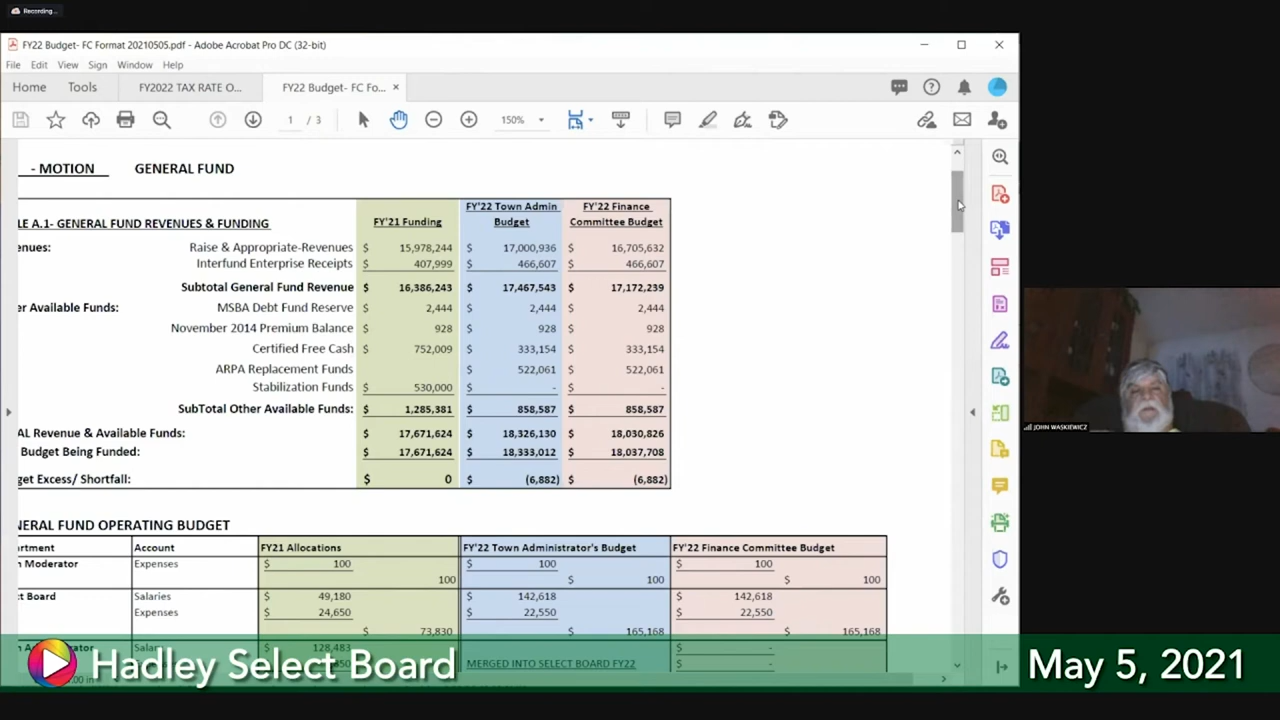 Recording...
FY22 Budget- FC Format 20210505.pdf - Adobe Acrobat Pro DC (32-bit)
File Edit View Sign Window Help
Home Tools FY2022 TAX RATE O... FY22 Budget- FC Fo... ×
1 / 3 150%
- MOTION GENERAL FUND
LE A.1- GENERAL FUND REVENUES & FUNDING FY'21 Funding FY'22 Town Admin Budget FY'22 Finance Committee Budget
enues: Raise & Appropriate-Revenues $ 15,978,244 $ 17,000,936 $ 16,705,632
Interfund Enterprise Receipts $ 407,999 $ 466,607 $ 466,607
Subtotal General Fund Revenue $ 16,386,243 $ 17,467,543 $ 17,172,239
er Available Funds: MSBA Debt Fund Reserve $ 2,444 $ 2,444 $ 2,444
November 2014 Premium Balance $ 928 $ 928 $ 928
Certified Free Cash $ 752,009 $ 333,154 $ 333,154
ARPA Replacement Funds $ 522,061 $ 522,061
Stabilization Funds $ 530,000 $ - $ -
SubTotal Other Available Funds: $ 1,285,381 $ 858,587 $ 858,587
AL Revenue & Available Funds: $ 17,671,624 $ 18,326,130 $ 18,030,826
Budget Being Funded: $ 17,671,624 $ 18,333,012 $ 18,037,708
get Excess/ Shortfall: $ 0 $ (6,882) $ (6,882)
NERAL FUND OPERATING BUDGET
artment Account FY21 Allocations FY'22 Town Administrator's Budget FY'22 Finance Committee Budget
n Moderator Expenses $ 100 $ 100 $ 100
100 $ 100 $ 100
ct Board Salaries $ 49,180 $ 142,618 $ 142,618
Expenses $ 24,650 $ 22,550 $ 22,550
$ 73,830 $ 165,168 $ 165,168
128,483 $ -
MERGED INTO SELECT BOARD FY22 $ -
JOHN WASKIEWICZ
Hadley Select Board May 5, 2021